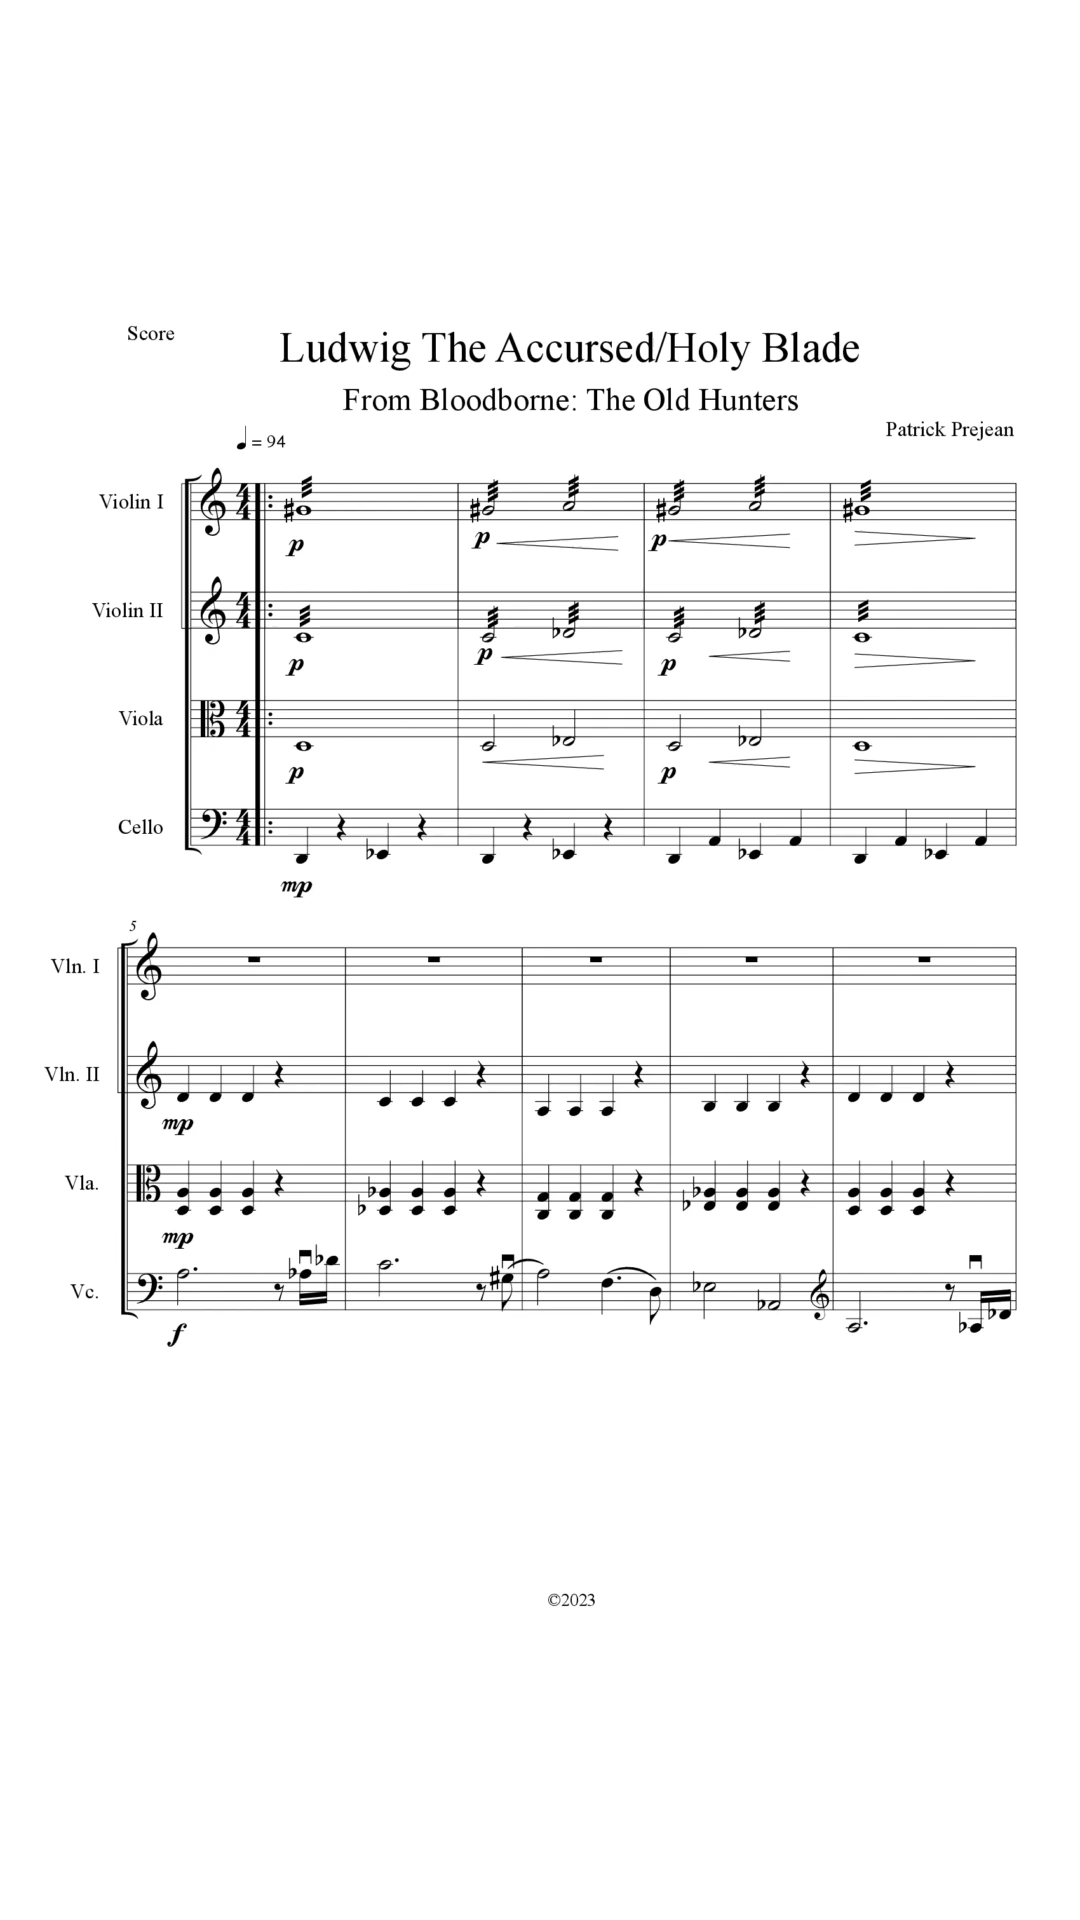 Score
Ludwig The Accursed/Holy Blade
From Bloodborne: The Old Hunters
Patrick Prejean
= 94
Violin I
p
p
p
Violin II
p
p
p
Viola
p
p
Cello
mp
5
Vln. I
Vln. II
mp
Vla.
mp
Vc.
f
©2023